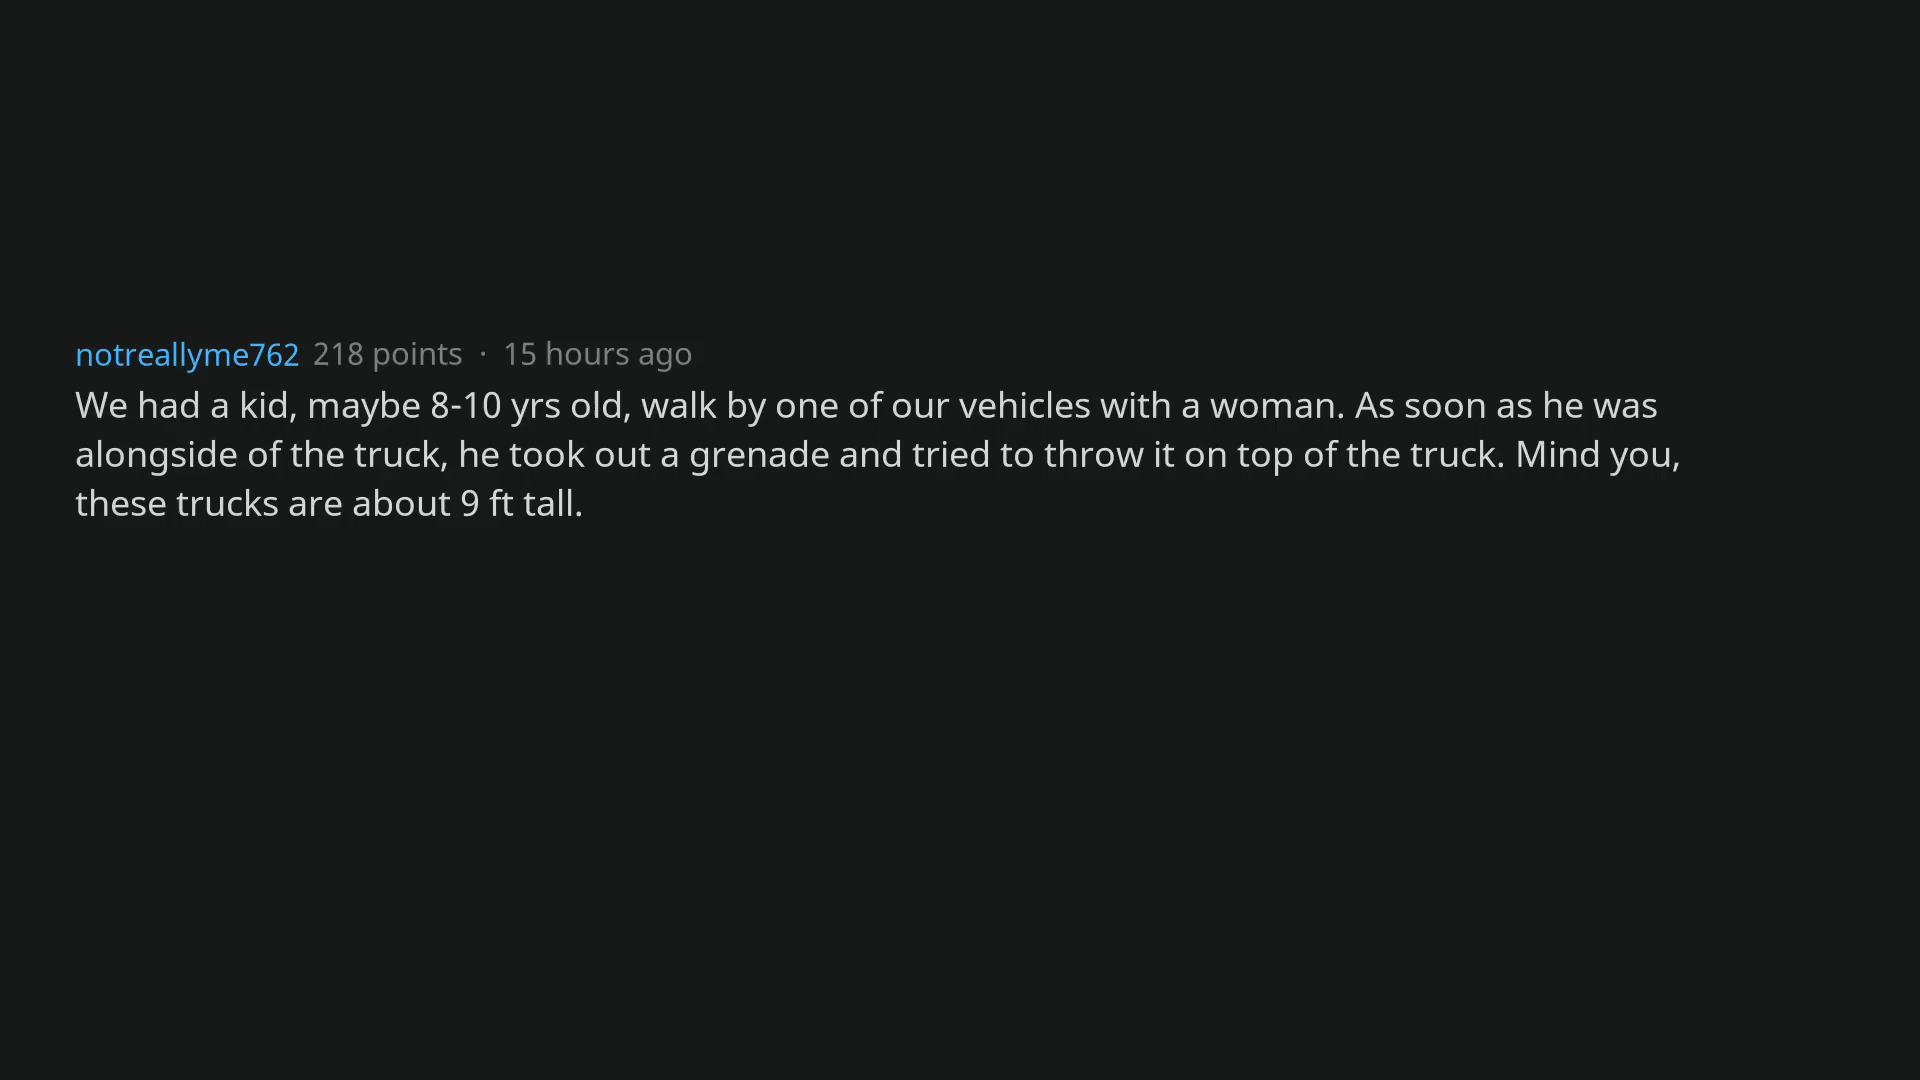 notreallyme762 218 points · 15 hours ago
We had a kid, maybe 8-10 yrs old, walk by one of our vehicles with a woman. As soon as he was
alongside of the truck, he took out a grenade and tried to throw it on top of the truck. Mind you,
these trucks are about 9 ft tall.